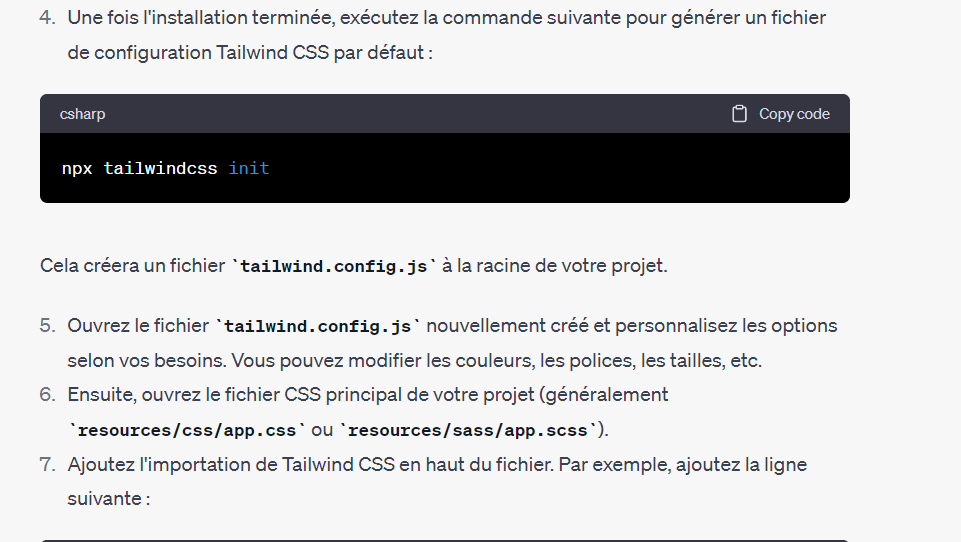 4. Une fois l'installation terminée, exécutez la commande suivante pour générer un fichier
de configuration Tailwind CSS par défaut :
csharp
Copy code
npx tailwindcss init
Cela créera un fichier `tailwind.config.js` à la racine de votre projet.
5. Ouvrez le fichier `tailwind.config.js` nouvellement créé et personnalisez les options
selon vos besoins. Vous pouvez modifier les couleurs, les polices, les tailles, etc.
6. Ensuite, ouvrez le fichier CSS principal de votre projet (généralement
`resources/css/app.css` ou `resources/sass/app.scss`).
7. Ajoutez l'importation de Tailwind CSS en haut du fichier. Par exemple, ajoutez la ligne
suivante :